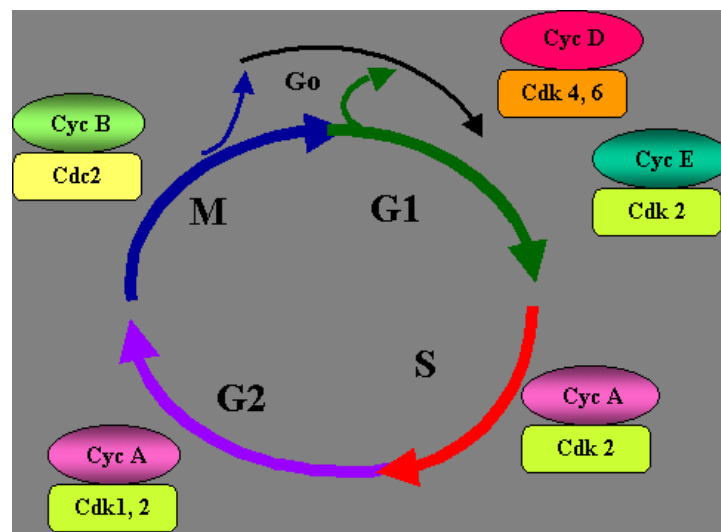 Cyc D
Cdk 4, 6
Go
Cyc B
Cdc2
Cyc E
Cdk 2
M
G1
S
G2
Cyc A
Cdk 2
Cyc A
Cdk1, 2